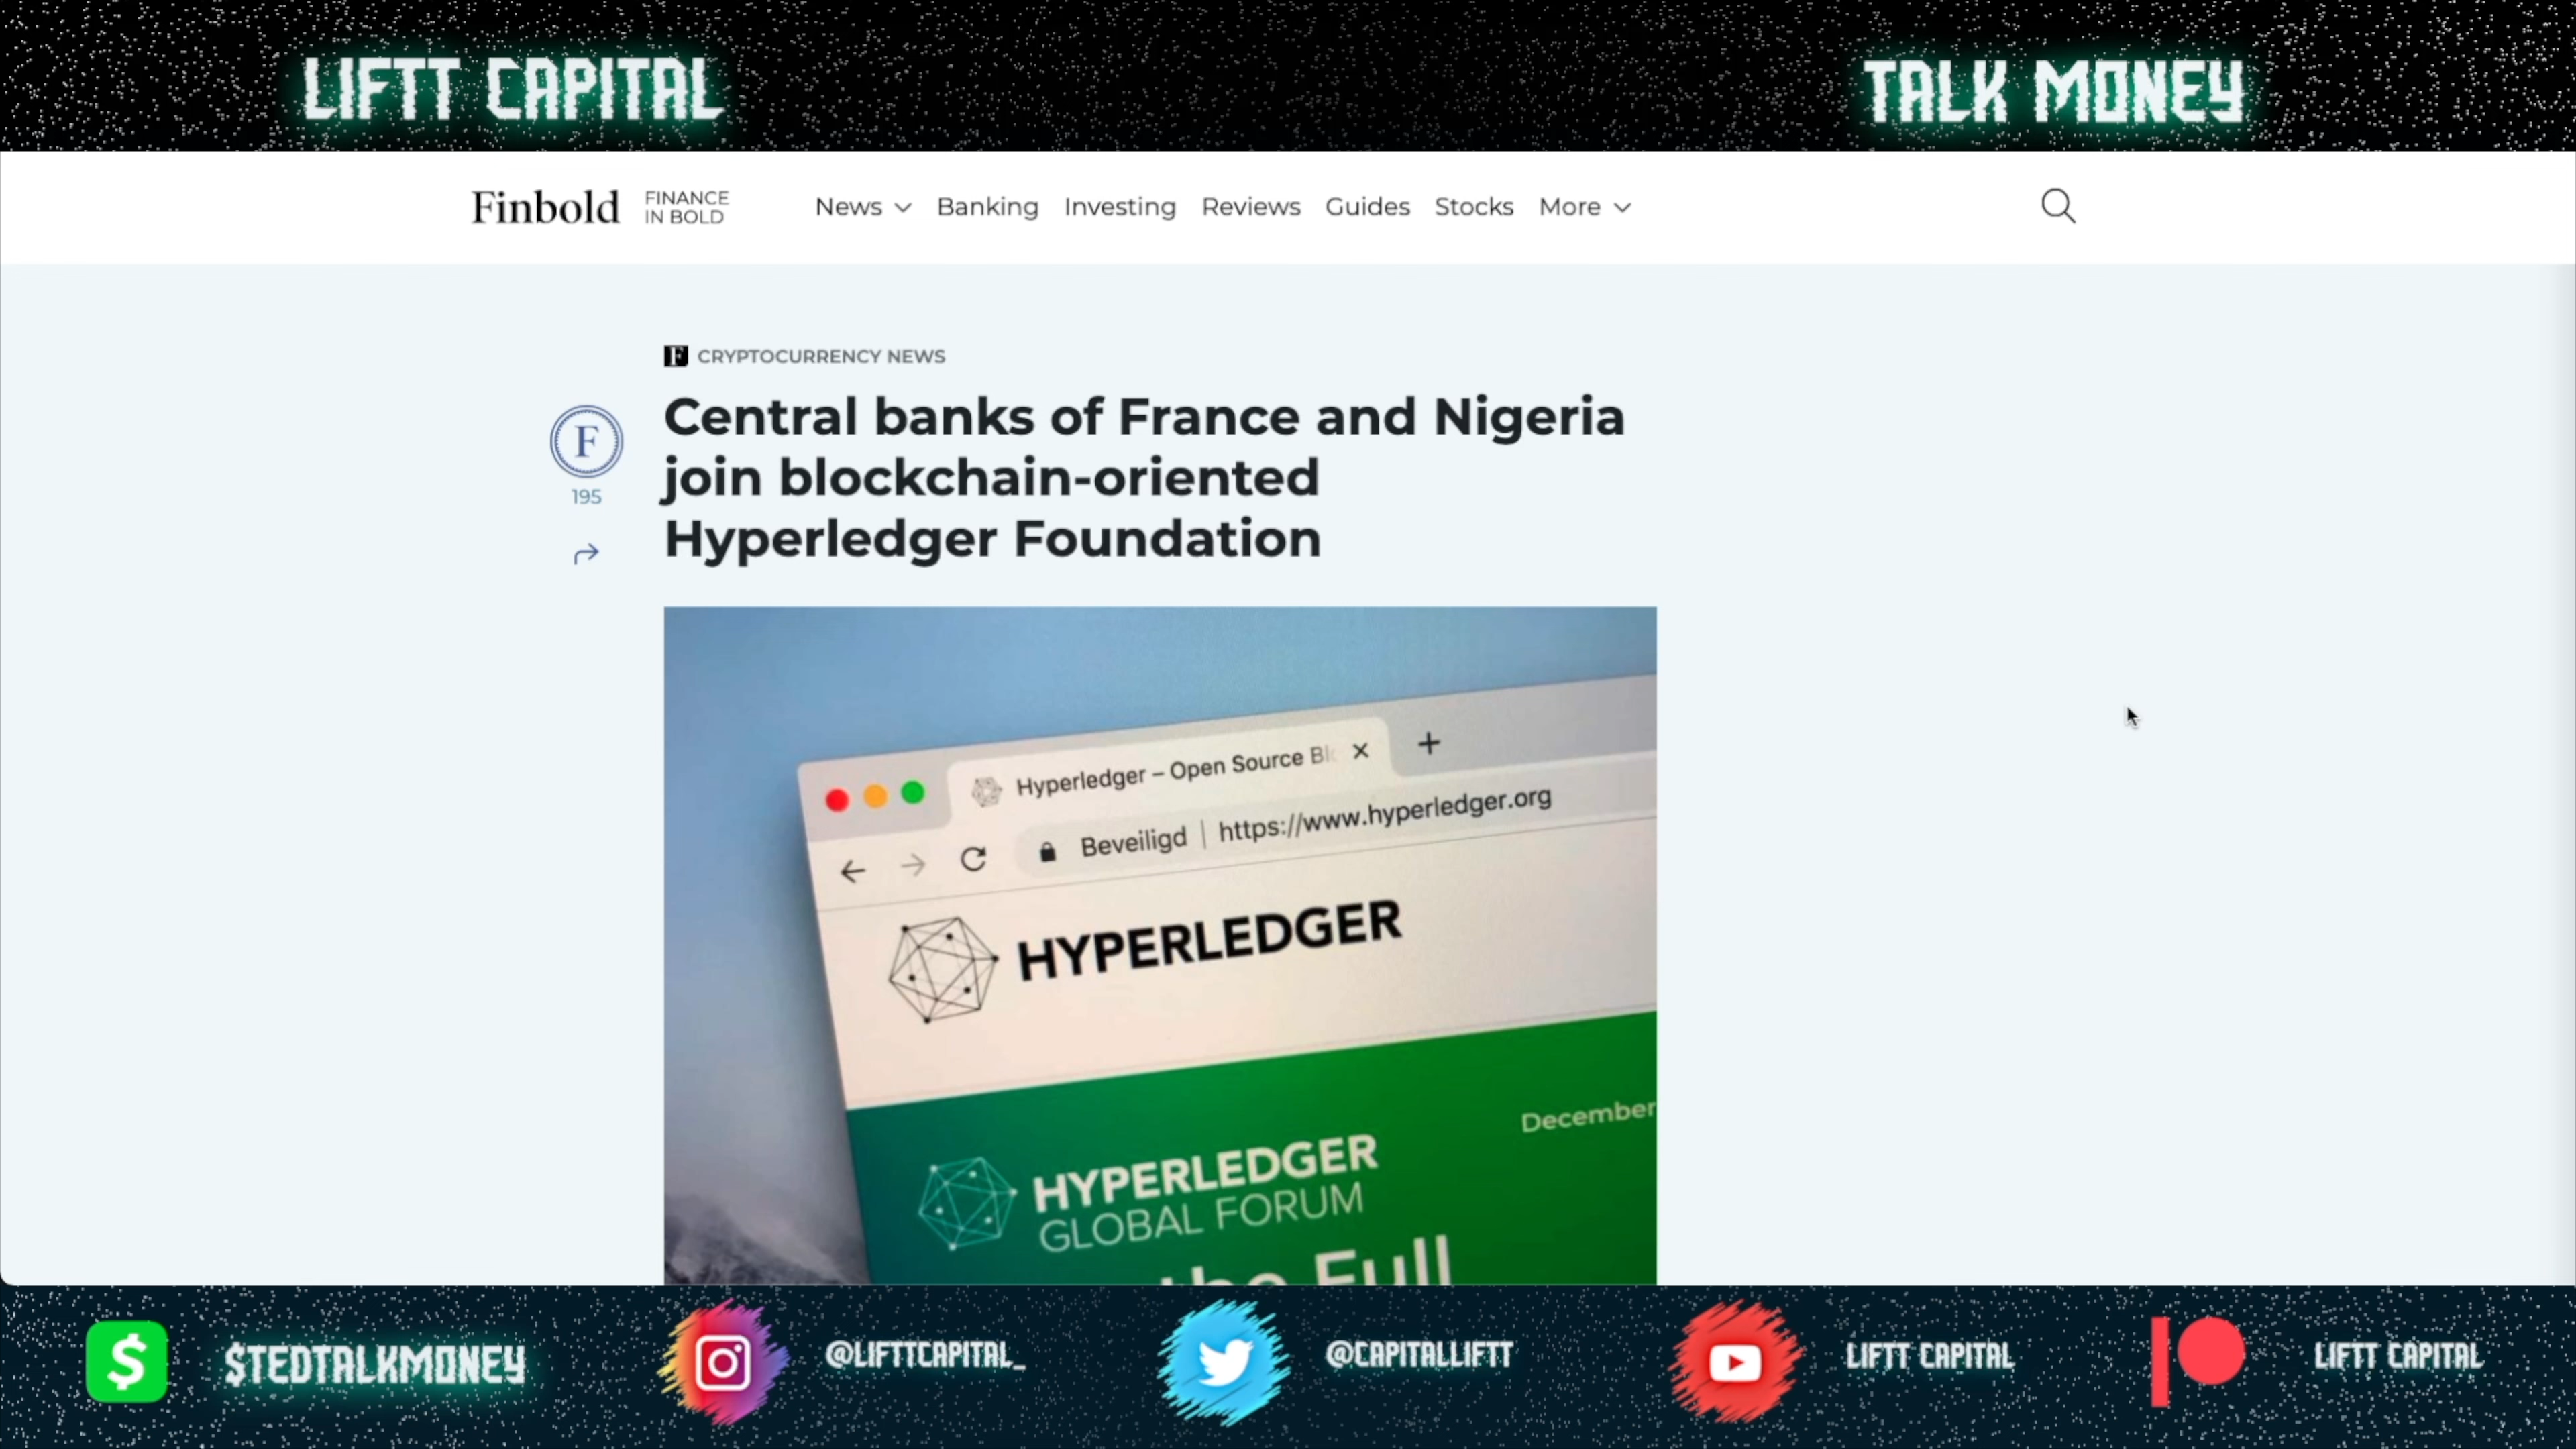 LIFTT CAPITAL
TALK MONEY
Finbold
FINANCE
IN BOLD
News
Banking
Investing
Reviews
Guides
Stocks
More
F CRYPTOCURRENCY NEWS
Central banks of France and Nigeria
join blockchain-oriented
Hyperledger Foundation
F
195
Hyperledger – Open Source
Beveiligd | https://www.hyperledger.org
HYPERLEDGER
December
HYPERLEDGER
GLOBAL FORUM
the Full
$
$TEDTALKMONEY
@LIFTTCAPITAL_
@CAPITALLIFTT
LIFTT CAPITAL
LIFTT CAPITAL